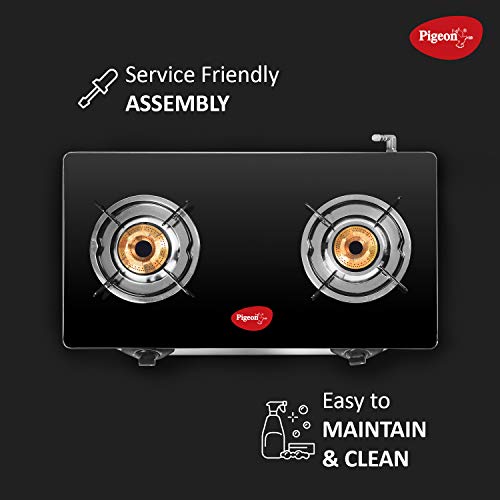 Pigeon
Service Friendly
ASSEMBLY
Pigeon
Easy to
MAINTAIN
& CLEAN